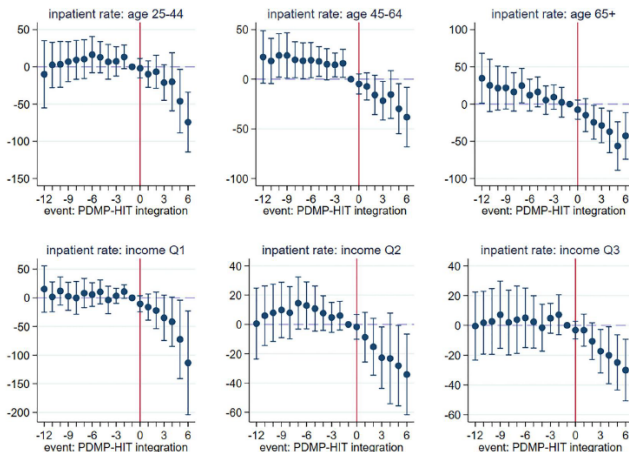 inpatient rate: age 25-44
50
0
-50
-100
-150
-12 -9 -6 -3 0 3 6
event: PDMP-HIT integration
inpatient rate: age 45-64
50
0
-50
-100
-12 -9 -6 -3 0 3 6
event: PDMP-HIT integration
inpatient rate: age 65+
100
50
0
-50
-100
-12 -9 -6 -3 0 3 6
event: PDMP-HIT integration
inpatient rate: income Q1
50
0
-50
-100
-150
-200
-12 -9 -6 -3 0 3 6
event: PDMP-HIT integration
inpatient rate: income Q2
40
20
0
-20
-40
-60
-12 -9 -6 -3 0 3 6
event: PDMP-HIT integration
inpatient rate: income Q3
40
20
0
-20
-40
-60
-12 -9 -6 -3 0 3 6
event: PDMP-HIT integration